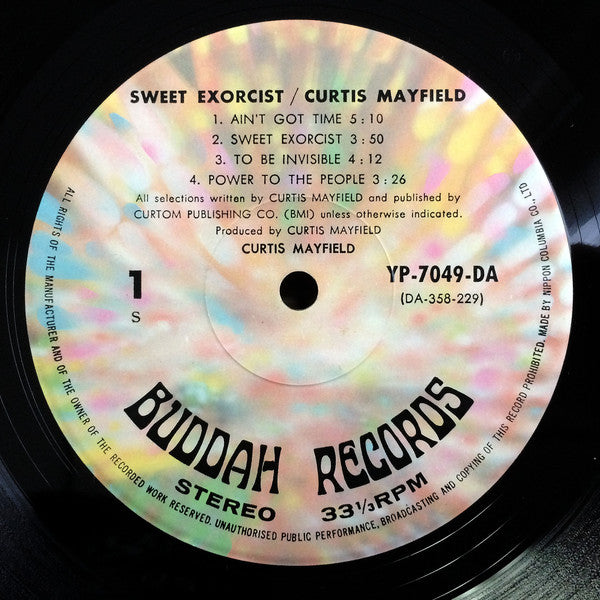 SWEET EXORCIST / CURTIS MAYFIELD
1. AIN'T GOT TIME 5 : 10
2. SWEET EXORCIST 3 : 50
3. TO BE INVISIBLE 4 : 12
4. POWER TO THE PEOPLE 3 : 26
All selections written by CURTIS MAYFIELD and published by
CURTOM PUBLISHING CO. (BMI) unless otherwise indicated.
Produced by CURTIS MAYFIELD
CURTIS MAYFIELD
1
S
YP-7049-DA
(DA-358-229)
BUDDAH RECORDS
STEREO 33⅓RPM
ALL RIGHTS OF THE MANUFACTURER AND OF THE OWNER OF THE RECORDED WORK RESERVED. UNAUTHORISED PUBLIC PERFORMANCE, BROADCASTING AND COPYING OF THIS RECORD PROHIBITED. MADE BY NIPPON COLUMBIA CO., LTD